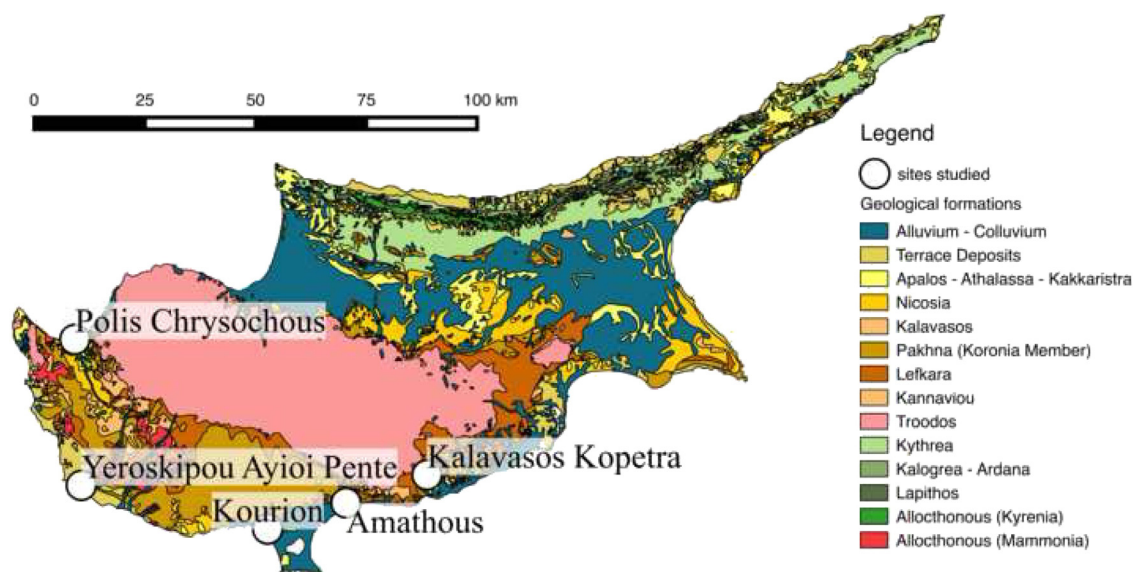 0 25 50 75 100 km
Legend
sites studied
Geological formations
Alluvium - Colluvium
Terrace Deposits
Apalos - Athalassa - Kakkaristra
Nicosia
Kalavasos
Pakhna (Koronia Member)
Lefkara
Kannaviou
Troodos
Kythrea
Kalogrea - Ardana
Lapithos
Allocthonous (Kyrenia)
Allocthonous (Mammonia)
Polis Chrysochous
Yeroskipou Ayioi Pente
Kalavasos Kopetra
Kourion
Amathous